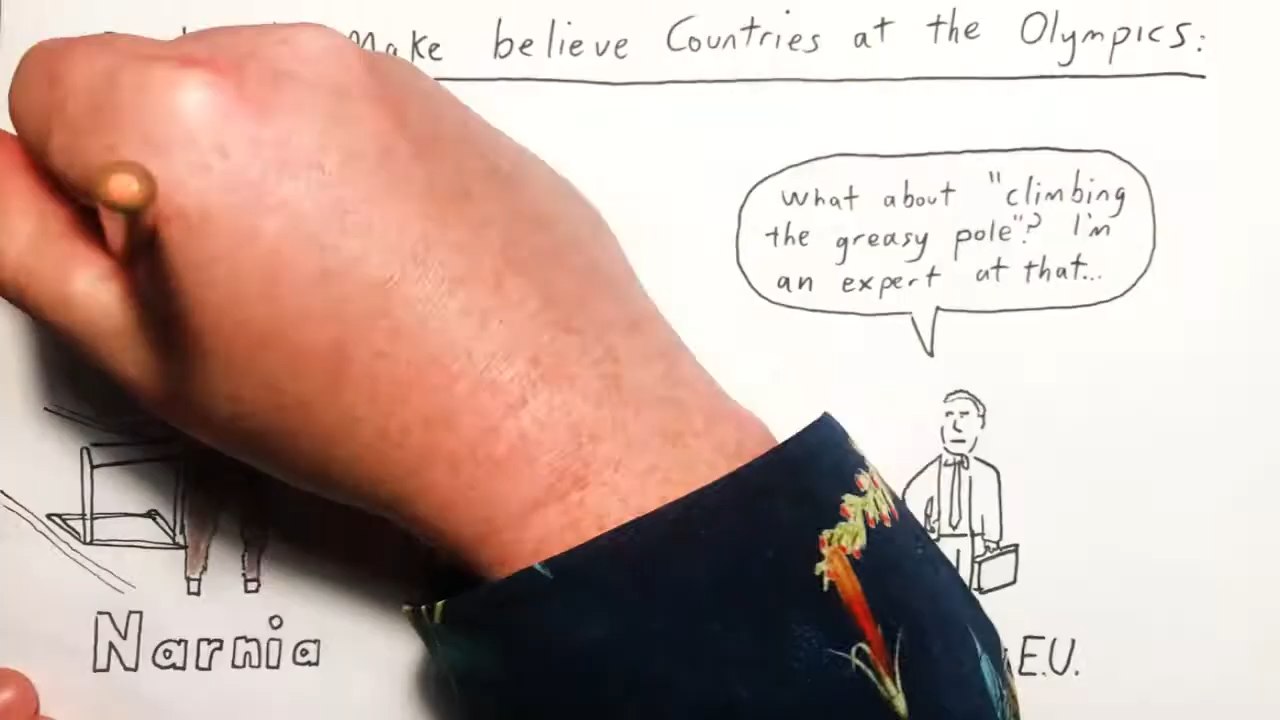 Make believe Countries at the Olympics:
What about "climbing
the greasy pole"? I'm
an expert at that...
Narnia
E.U.